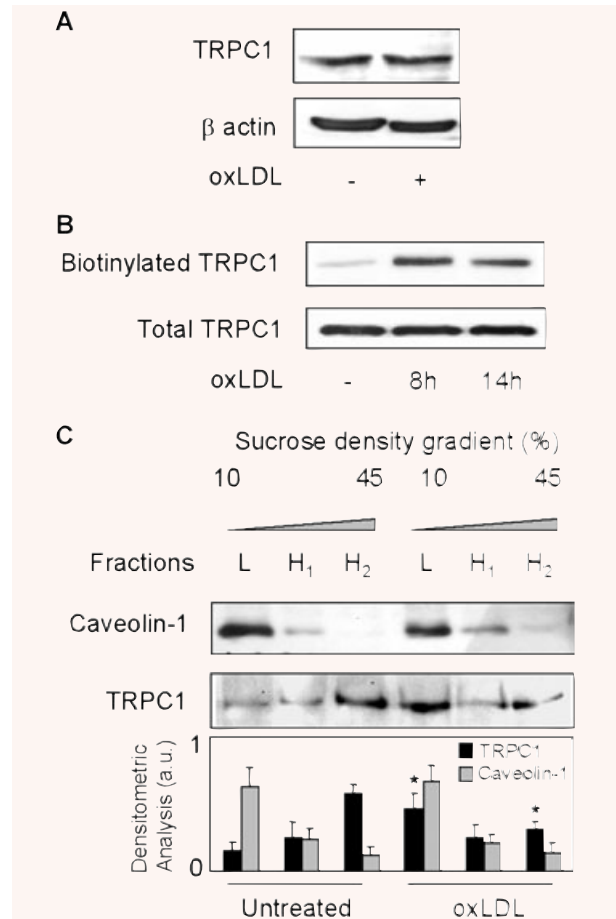 A
TRPC1
β actin
oxLDL - +
B
Biotinylated TRPC1
Total TRPC1
oxLDL - 8h 14h
C
Sucrose density gradient (%)
10 45 10 45
Fractions L H₁ H₂ L H₁ H₂
Caveolin-1
TRPC1
Densitometric
Analysis (a.u.)
1
0
TRPC1
Caveolin-1
* *
Untreated oxLDL